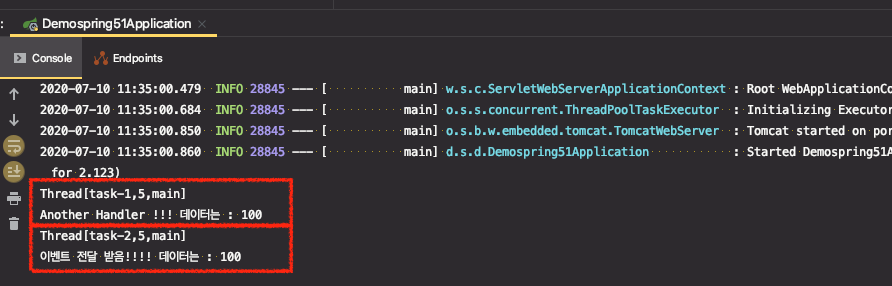 : Demospring51Application ×
Console Endpoints
2020-07-10 11:35:00.479 INFO 28845 --- [ main] w.s.c.ServletWebServerApplicationContext : Root WebApplicationCo
2020-07-10 11:35:00.684 INFO 28845 --- [ main] o.s.s.concurrent.ThreadPoolTaskExecutor : Initializing Executor
2020-07-10 11:35:00.850 INFO 28845 --- [ main] o.s.b.w.embedded.tomcat.TomcatWebServer : Tomcat started on por
2020-07-10 11:35:00.860 INFO 28845 --- [ main] d.s.d.Demospring51Application : Started Demospring51A
for 2.123)
Thread[task-1,5,main]
Another Handler !!! 데이터는 : 100
Thread[task-2,5,main]
이벤트 전달 받음!!!! 데이터는 : 100